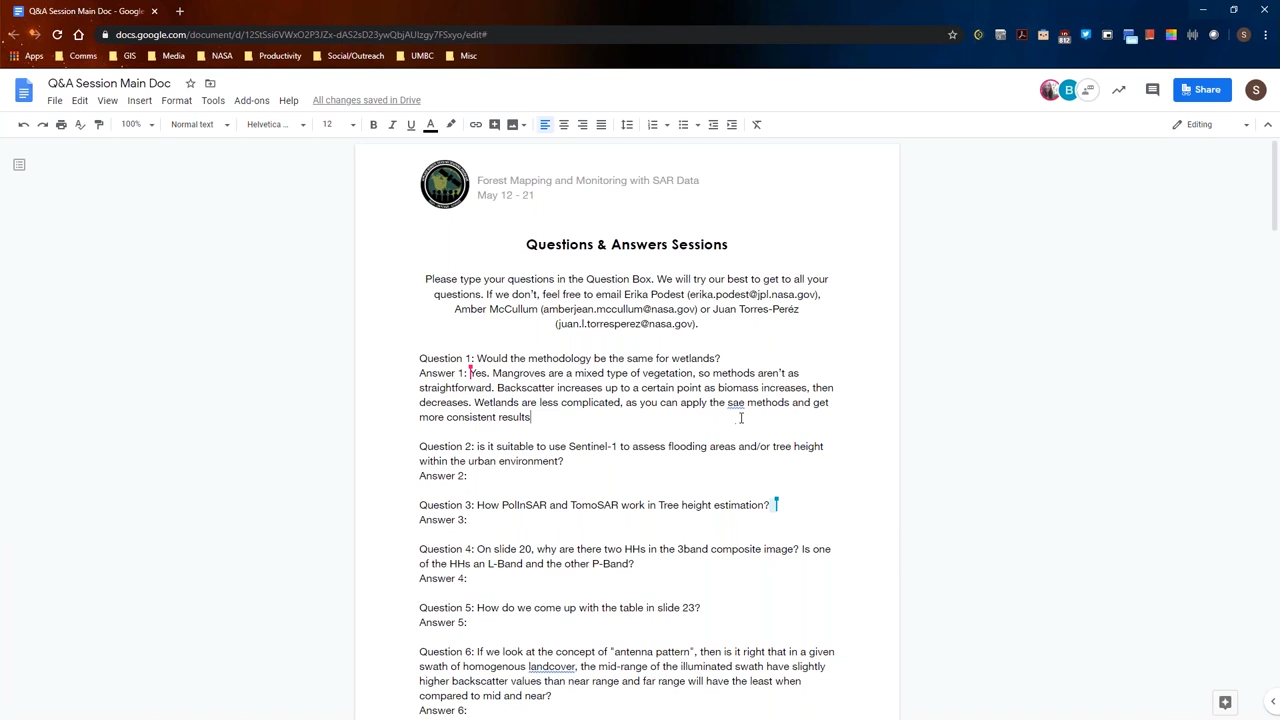 Q&A Session Main Doc - Google
docs.google.com/document/d/12StSsi6VWxO2P3JZx-dAS2sD23ywQbjAUIzgy7FSxyo/edit#
Apps Comms GIS Media NASA Productivity Social/Outreach UMBC Misc
Q&A Session Main Doc
File Edit View Insert Format Tools Add-ons Help All changes saved in Drive
Share
100% Normal text Helvetica ... 12 Editing
Forest Mapping and Monitoring with SAR Data
May 12 - 21
Questions & Answers Sessions
Please type your questions in the Question Box. We will try our best to get to all your
questions. If we don't, feel free to email Erika Podest (erika.podest@jpl.nasa.gov),
Amber McCullum (amberjean.mccullum@nasa.gov) or Juan Torres-Peréz
(juan.l.torresperez@nasa.gov).
Question 1: Would the methodology be the same for wetlands?
Answer 1: Yes. Mangroves are a mixed type of vegetation, so methods aren't as
straightforward. Backscatter increases up to a certain point as biomass increases, then
decreases. Wetlands are less complicated, as you can apply the sae methods and get
more consistent results
Question 2: is it suitable to use Sentinel-1 to assess flooding areas and/or tree height
within the urban environment?
Answer 2:
Question 3: How PolInSAR and TomoSAR work in Tree height estimation?
Answer 3:
Question 4: On slide 20, why are there two HHs in the 3band composite image? Is one
of the HHs an L-Band and the other P-Band?
Answer 4:
Question 5: How do we come up with the table in slide 23?
Answer 5:
Question 6: If we look at the concept of "antenna pattern", then is it right that in a given
swath of homogenous landcover, the mid-range of the illuminated swath have slightly
higher backscatter values than near range and far range will have the least when
compared to mid and near?
Answer 6: